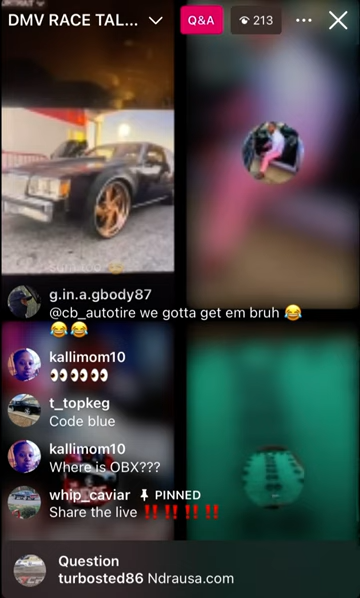 DMV RACE TAL...
Q&A
213
g.in.a.gbody87
@cb_autotire we gotta get em bruh 😂
😂😂
kallimom10
👀👀👀
t_topkeg
Code blue
kallimom10
Where is OBX???
whip_caviar PINNED
Share the live ‼️‼️‼️‼️
Question
turbosted86 Ndrausa.com